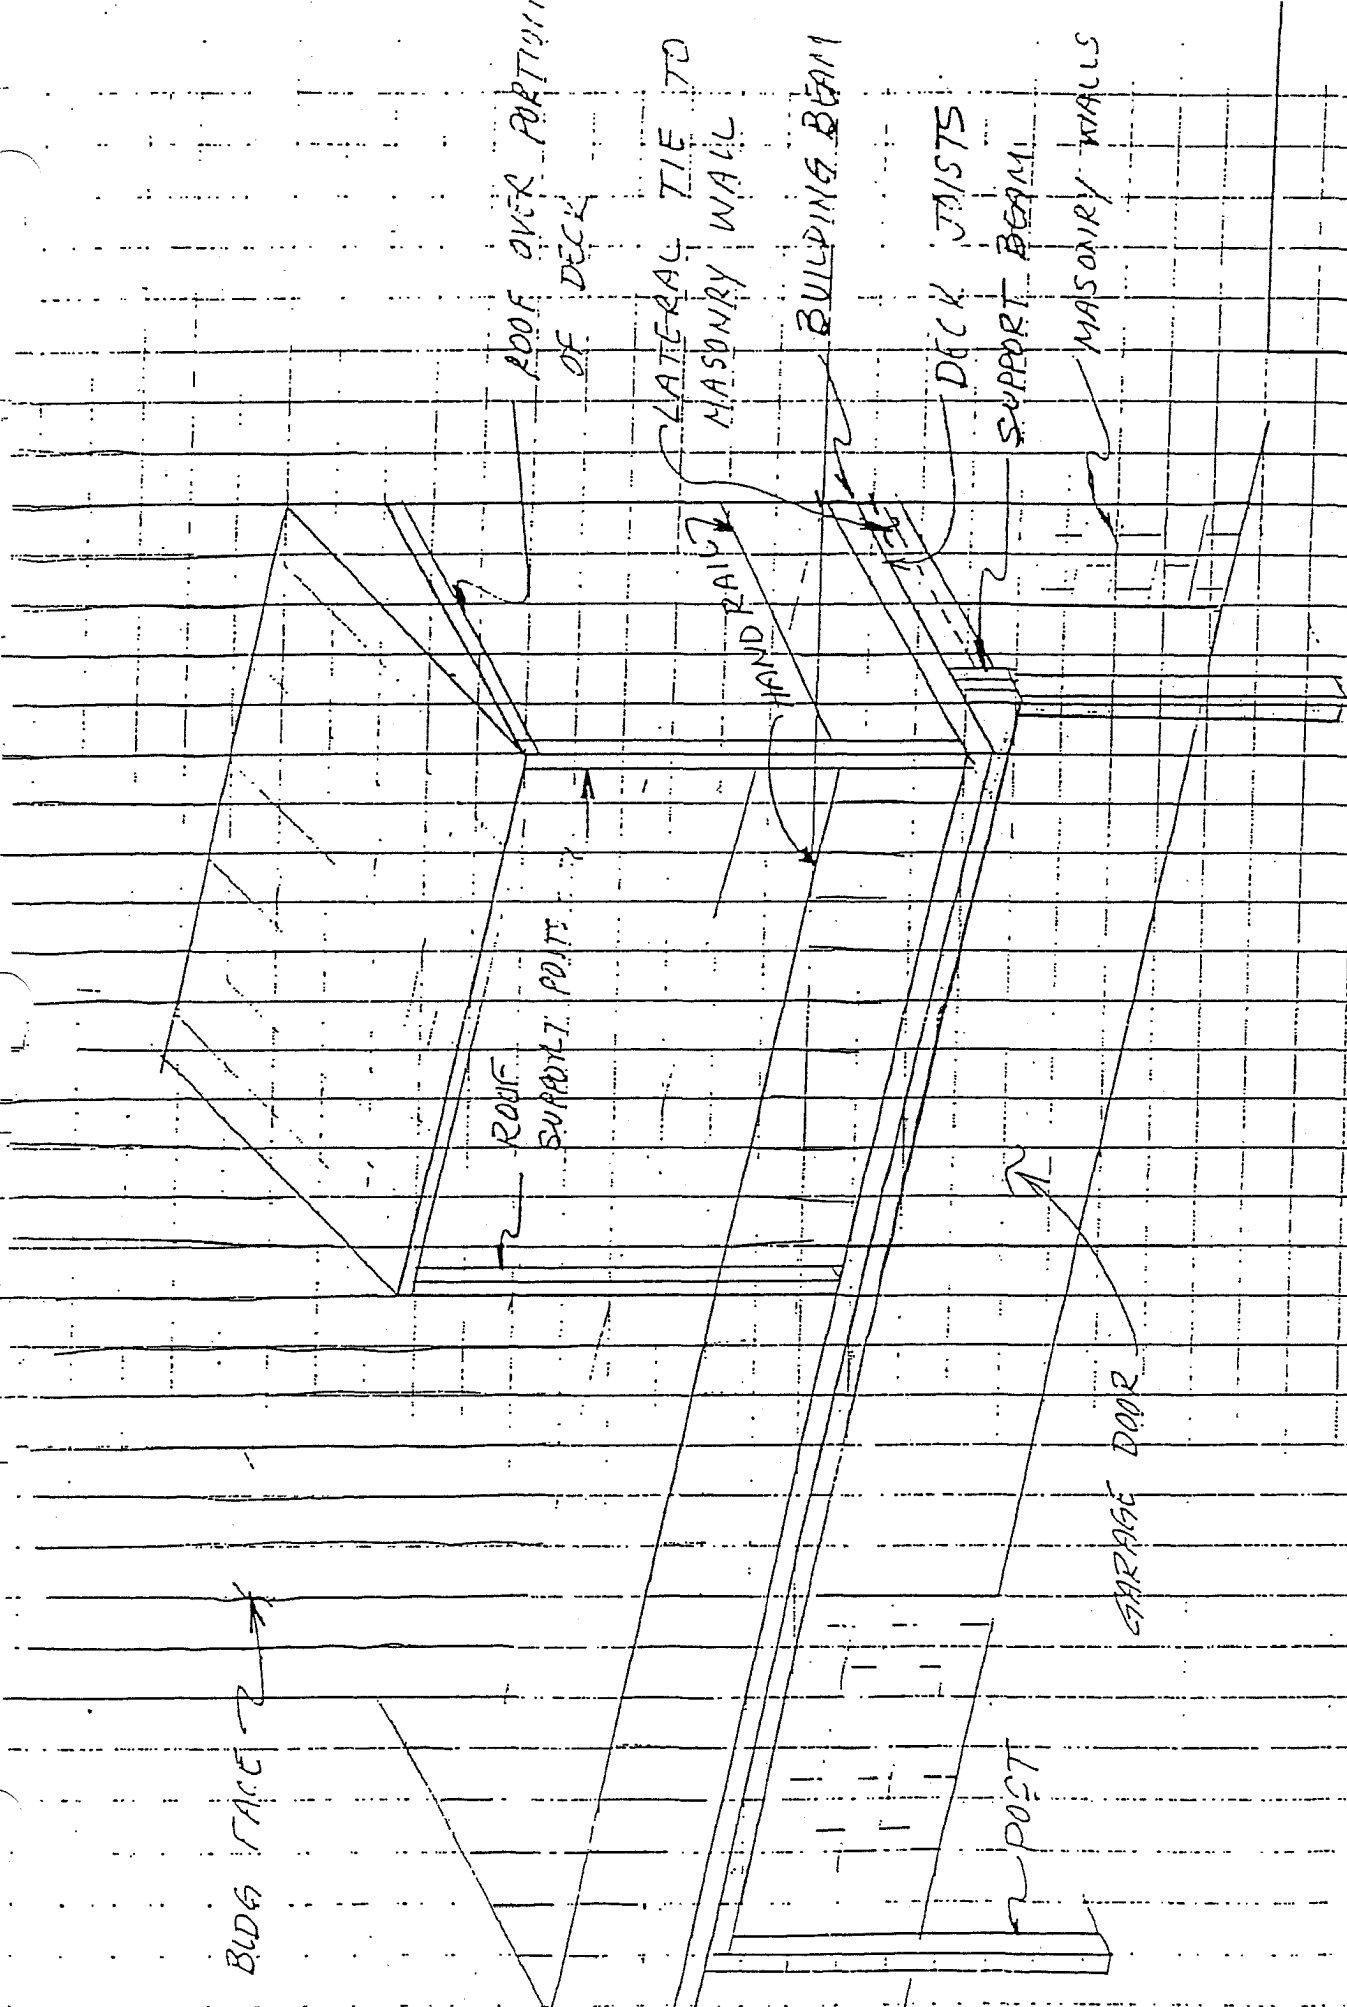 BLDG FACE
ROOF OVER PORTION
OF DECK
LATERAL TIE TO
MASONRY WALL
BUILDING BEAM
HANDRAIL
ROOF
SUPPORT POSTS
DECK JOISTS
SUPPORT BEAM
MASONRY WALLS
GARAGE DOOR
POST